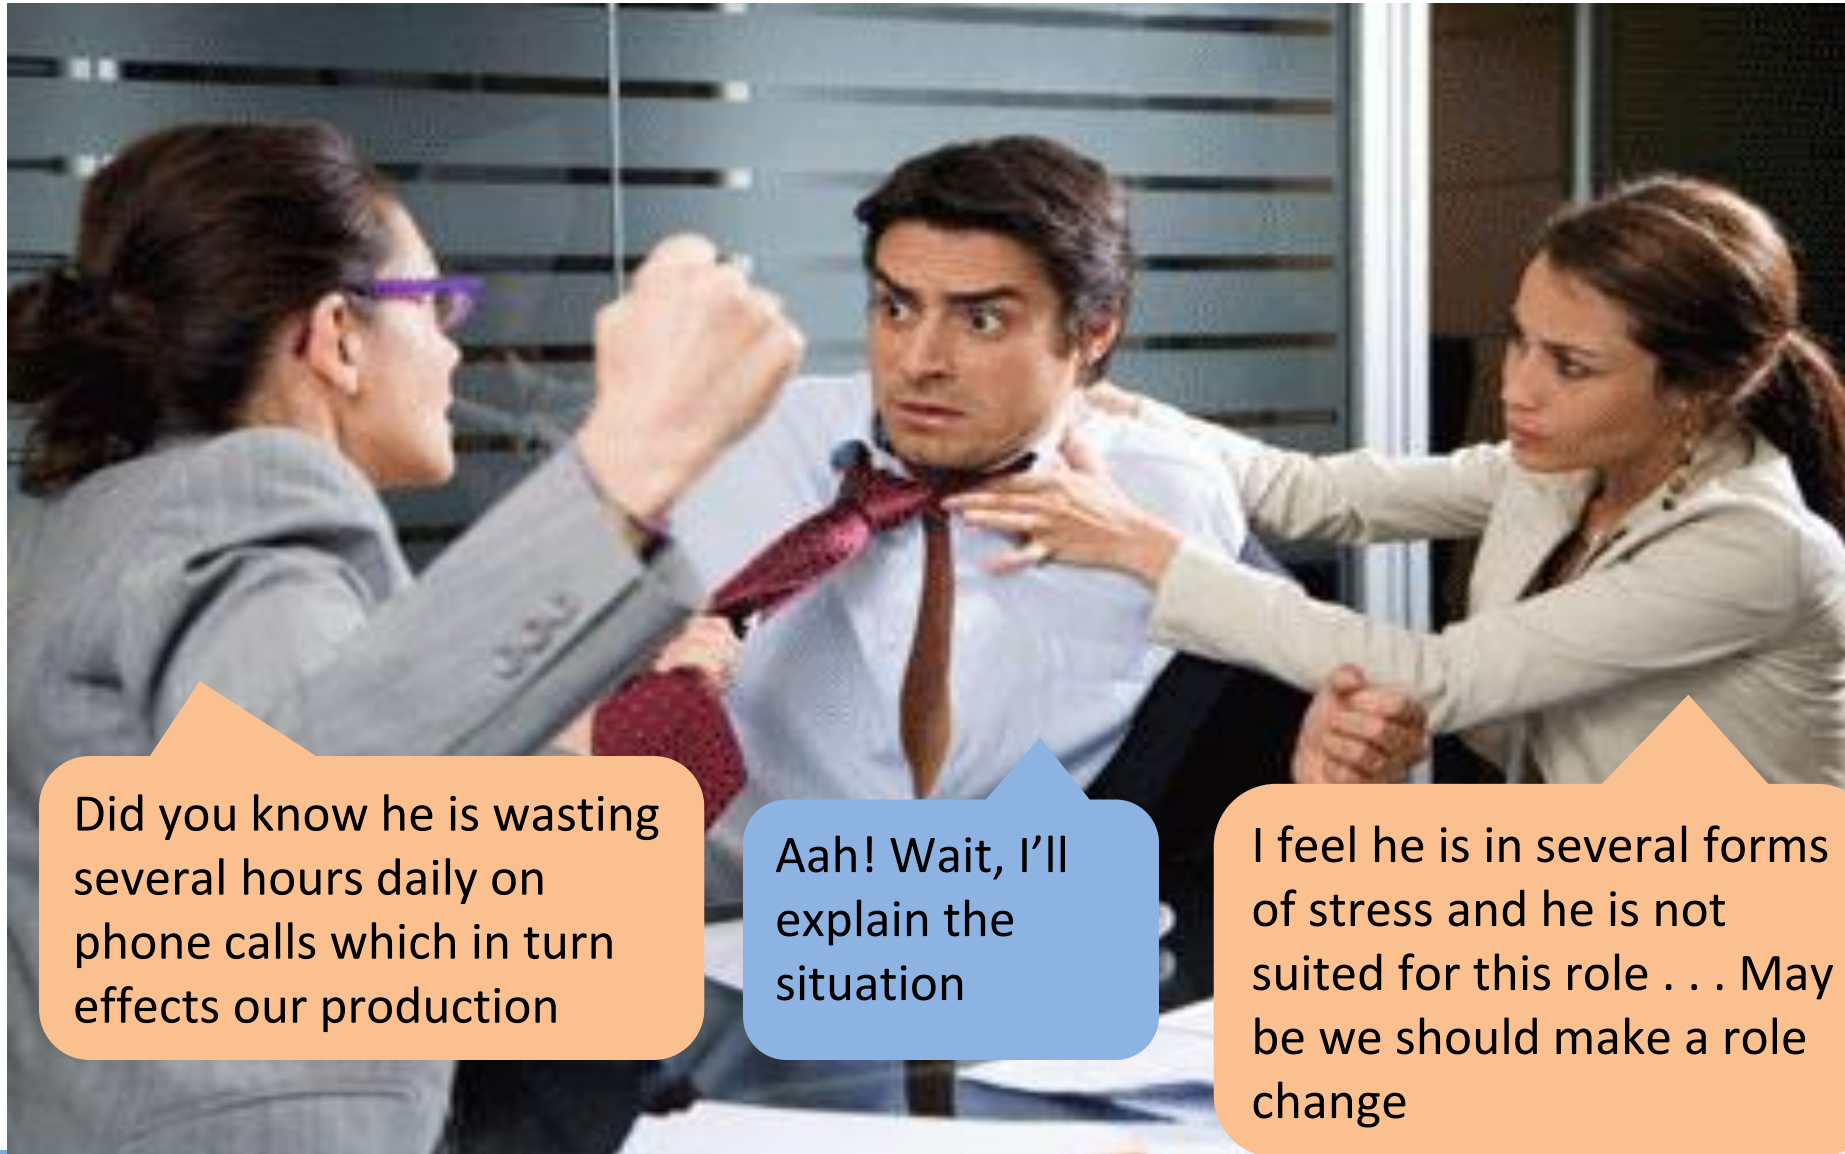 Did you know he is wasting
several hours daily on
phone calls which in turn
effects our production
Aah! Wait, I’ll
explain the
situation
I feel he is in several forms
of stress and he is not
suited for this role . . . May
be we should make a role
change